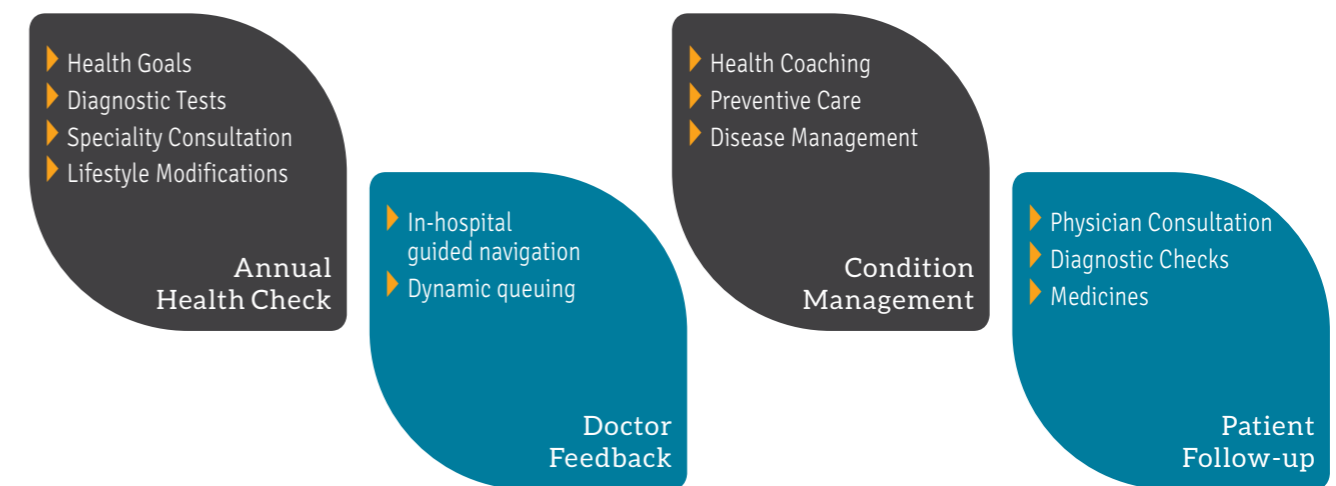 Health Goals
Diagnostic Tests
Speciality Consultation
Lifestyle Modifications
Annual
Health Check
In-hospital
guided navigation
Dynamic queuing
Doctor
Feedback
Health Coaching
Preventive Care
Disease Management
Condition
Management
Physician Consultation
Diagnostic Checks
Medicines
Patient
Follow-up